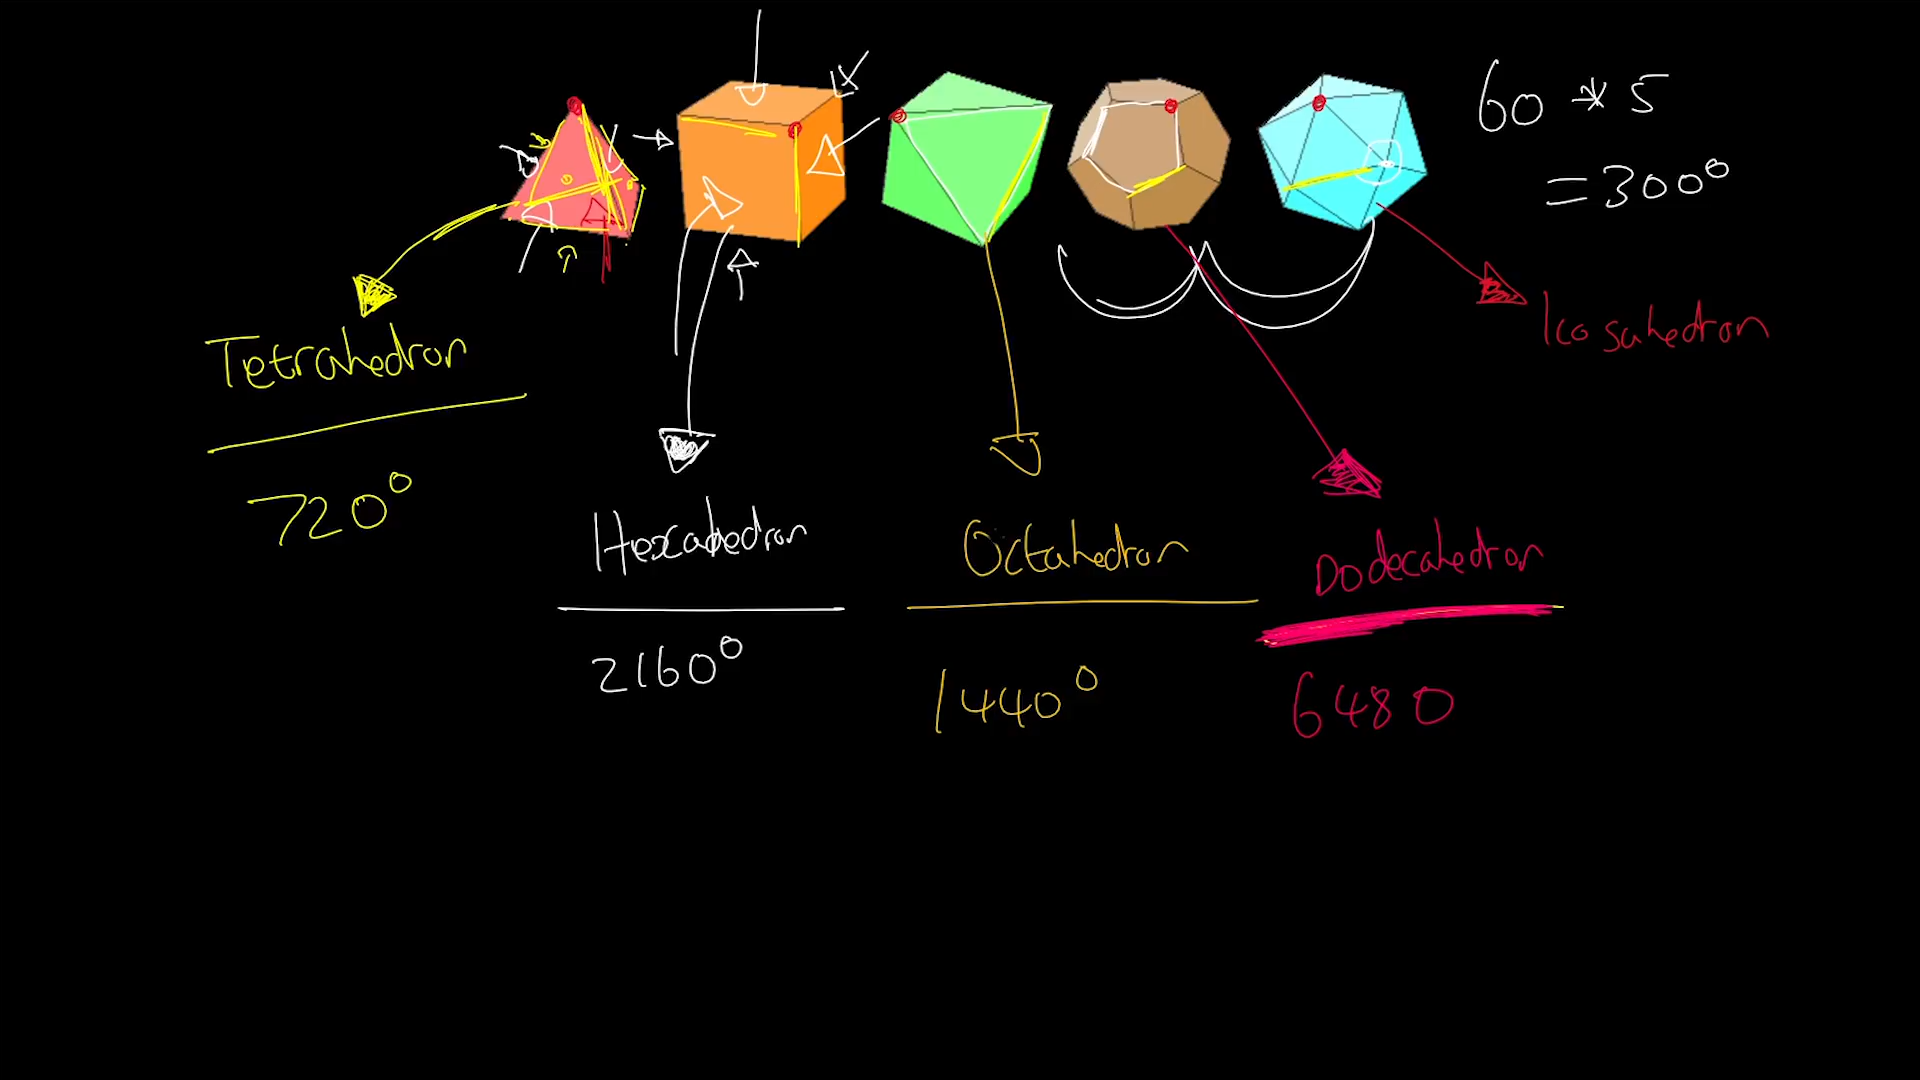 60 * 5
= 300°
Icosahedron
Tetrahedron
720°
Hexahedron
2160°
Octahedron
1440°
Dodecahedron
6480